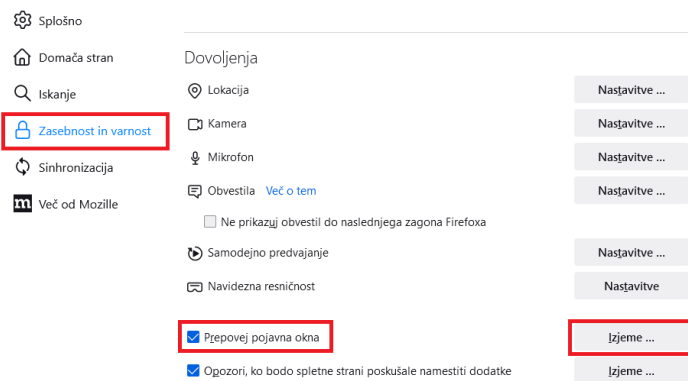 Splošno
Domača stran
Iskanje
Zasebnost in varnost
Sinhronizacija
m Več od Mozille
Dovoljenja
Lokacija Nastavitve ...
Kamera Nastavitve ...
Mikrofon Nastavitve ...
Obvestila Več o tem Nastavitve ...
Ne prikazuj obvestil do naslednjega zagona Firefoxa
Samodejno predvajanje Nastavitve ...
Navidezna resničnost Nastavitve
Prepovej pojavna okna Izjeme ...
Opozori, ko bodo spletne strani poskušale namestiti dodatke Izjeme ...